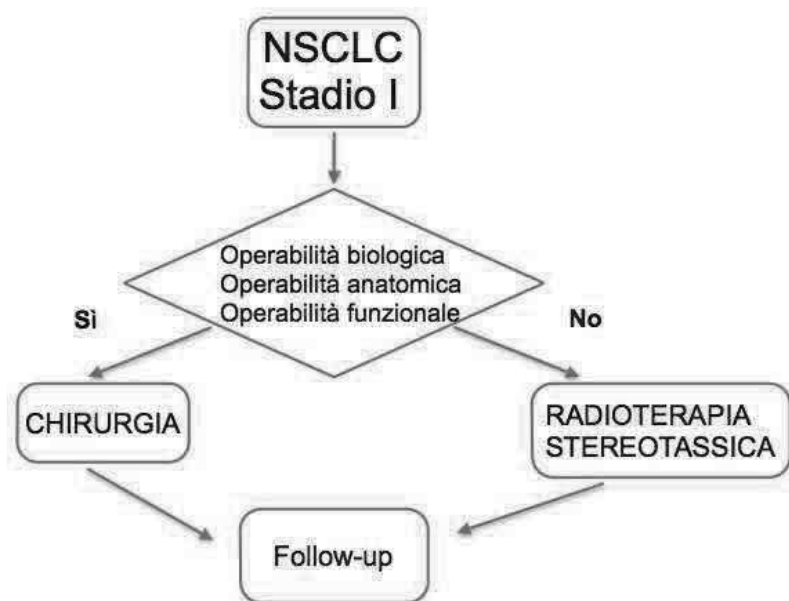 NSCLC
Stadio I
Operabilità biologica
Operabilità anatomica
Operabilità funzionale
Sì
No
CHIRURGIA
RADIOTERAPIA
STEREOTASSICA
Follow-up